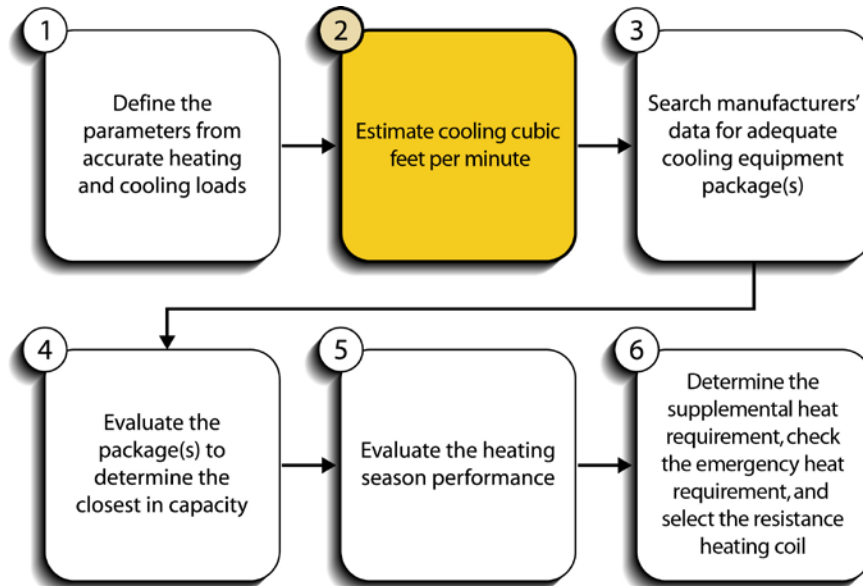 1
Define the
parameters from
accurate heating
and cooling loads
2
Estimate cooling cubic
feet per minute
3
Search manufacturers’
data for adequate
cooling equipment
package(s)
4
Evaluate the
package(s) to
determine the
closest in capacity
5
Evaluate the heating
season performance
6
Determine the
supplemental heat
requirement, check
the emergency heat
requirement, and
select the resistance
heating coil